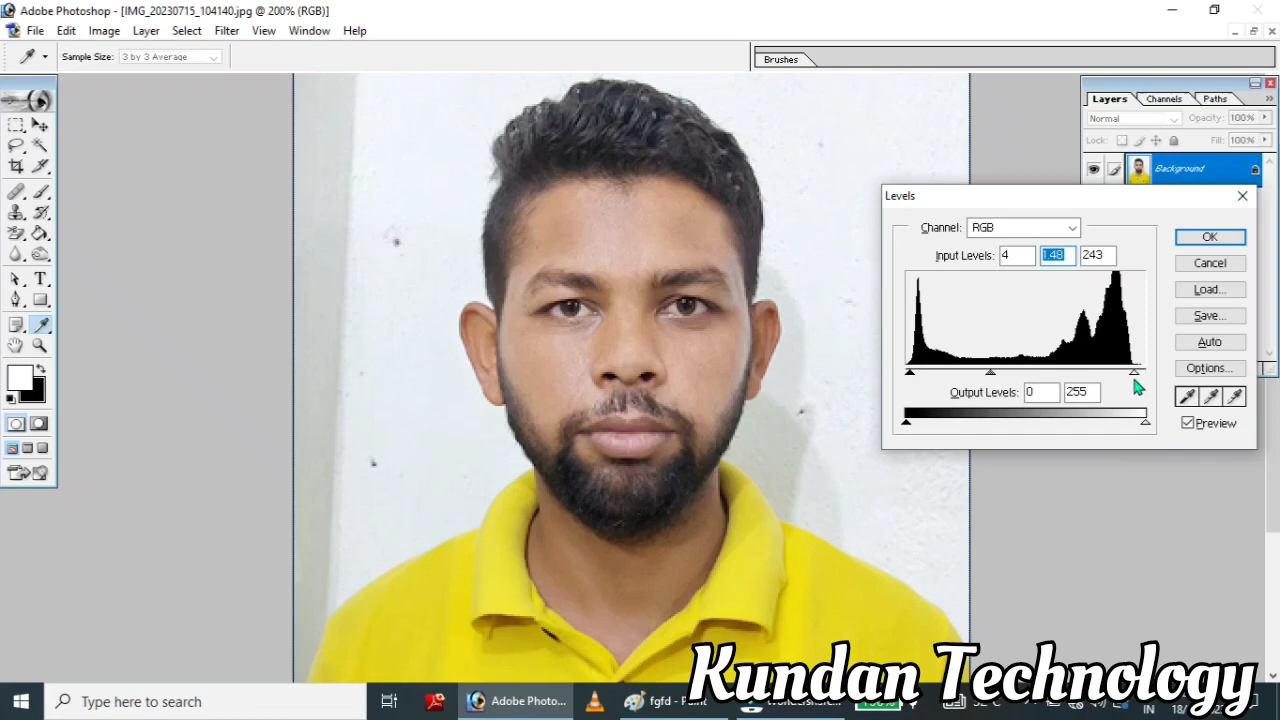 Adobe Photoshop - [IMG_20230715_104140.jpg @ 200% (RGB)]
File Edit Image Layer Select Filter View Window Help
Sample Size: 3 by 3 Average
Brushes
Layers Channels Paths
Normal Opacity: 100%
Lock: Fill: 100%
Background
Levels
Channel: RGB
Input Levels: 4 1.48 243
OK
Cancel
Load...
Save...
Auto
Options...
Output Levels: 0 255
Preview
Kundan Technology
Type here to search
Adobe Photo...
fgfd - Paint
IN